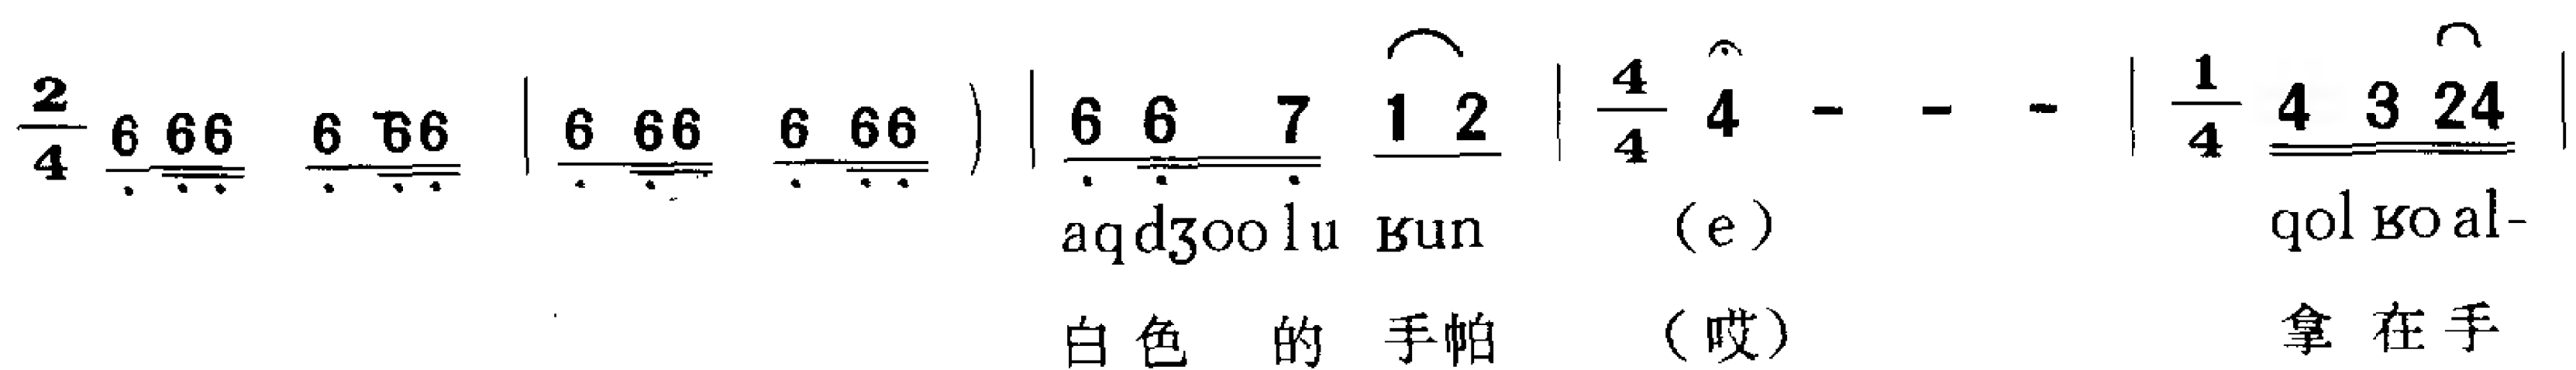 2/4 6 66 6 66 | 6 66 6 66 ) | 6 6 7 1 2 | 4/4 4 - - - | 1/4 4 3 24 |
aqdʒoo lu ʁun (e) qol ʁo al-
白色 的 手帕 (哎) 拿在手